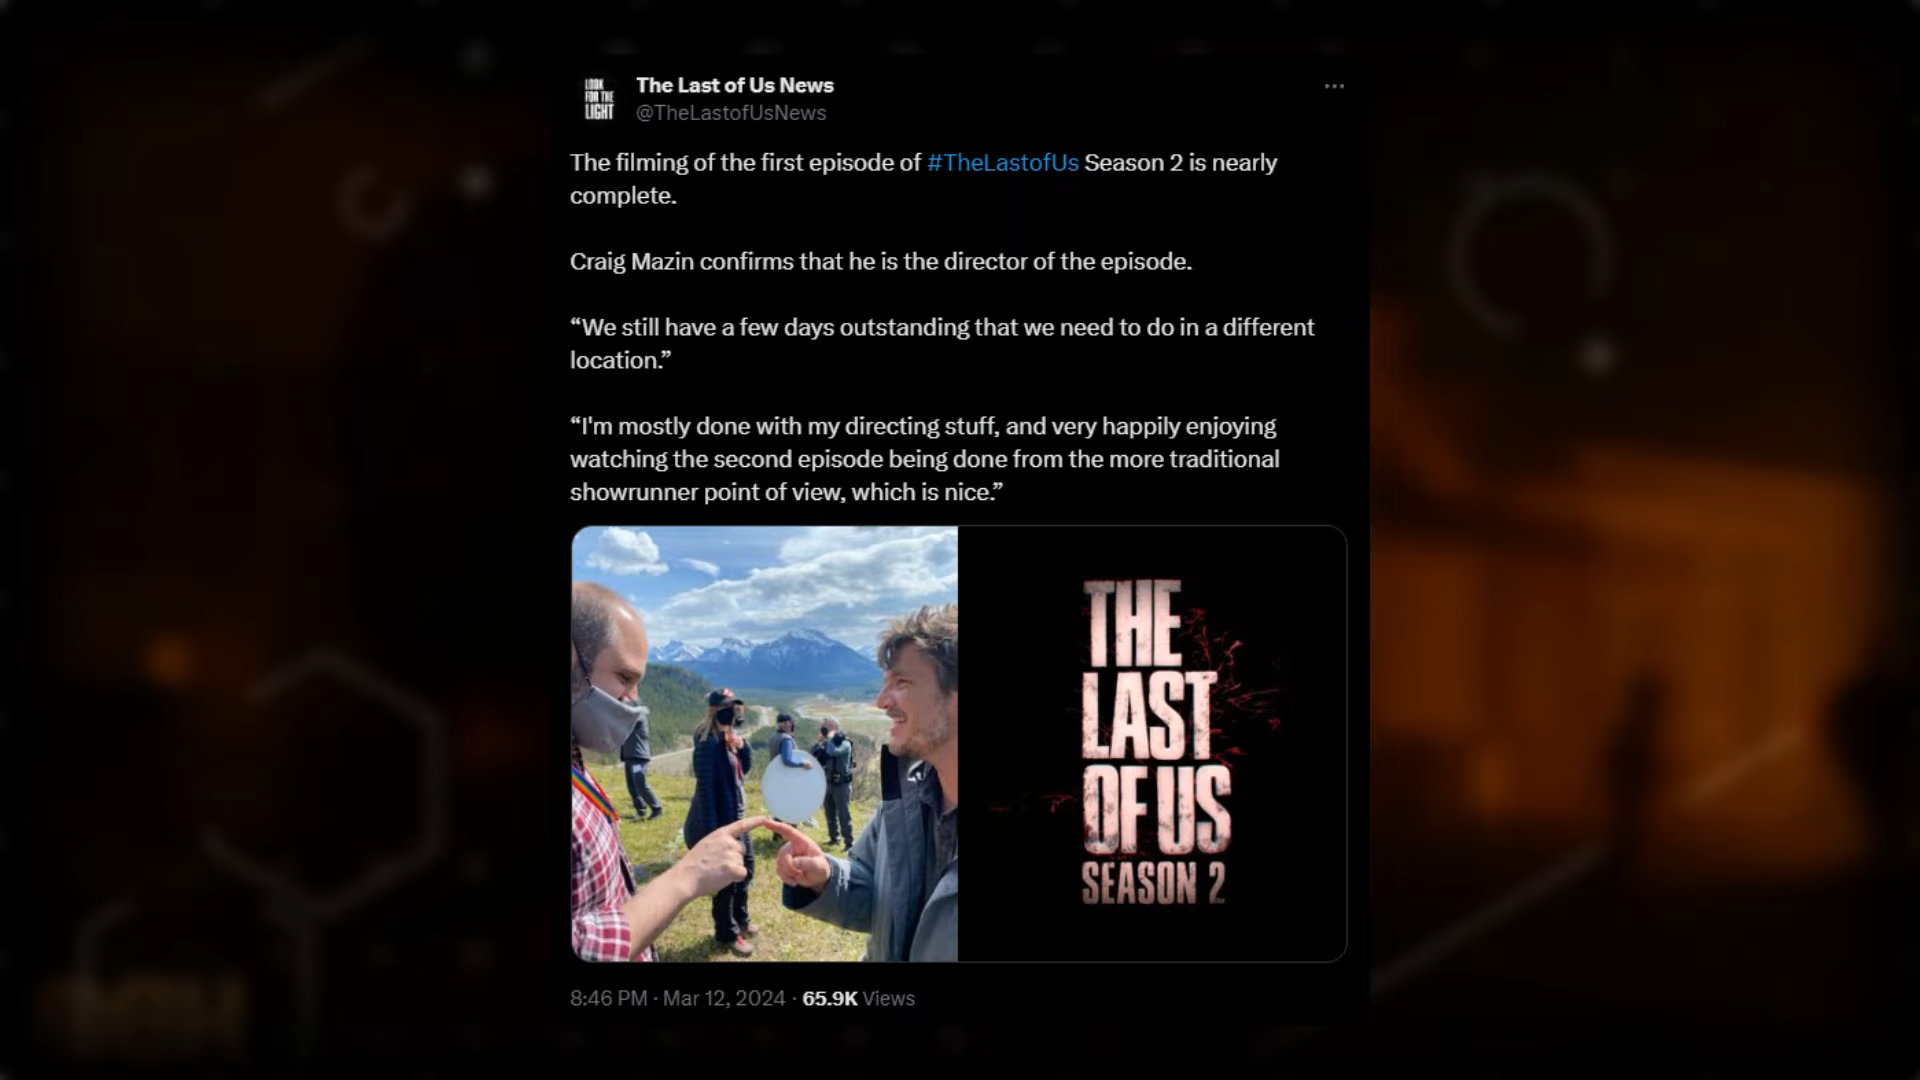 LOOK
FOR THE
LIGHT
The Last of Us News
@TheLastofUsNews
The filming of the first episode of #TheLastofUs Season 2 is nearly
complete.
Craig Mazin confirms that he is the director of the episode.
“We still have a few days outstanding that we need to do in a different
location.”
“I'm mostly done with my directing stuff, and very happily enjoying
watching the second episode being done from the more traditional
showrunner point of view, which is nice.”
THE
LAST
OF US
SEASON 2
8:46 PM · Mar 12, 2024 · 65.9K Views